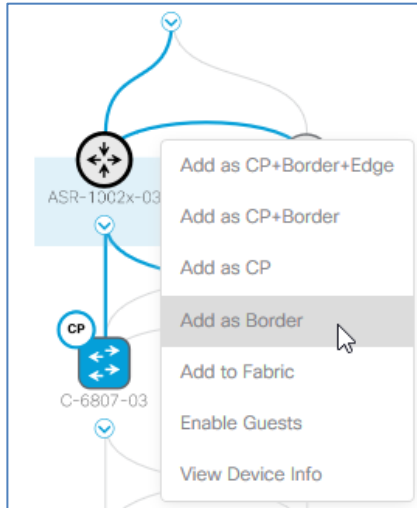 ASR-1002x-03
Add as CP+Border+Edge
Add as CP+Border
Add as CP
Add as Border
Add to Fabric
Enable Guests
View Device Info
CP
C-6807-03